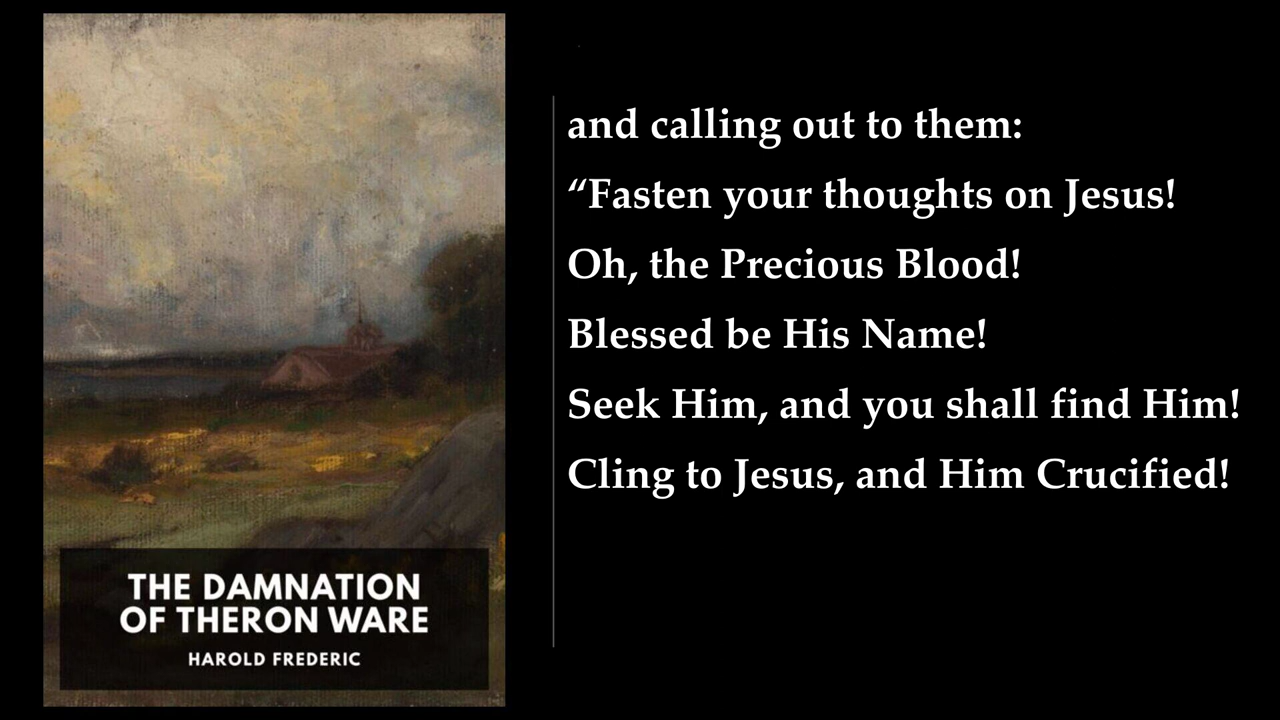 THE DAMNATION
OF THERON WARE
HAROLD FREDERIC
and calling out to them:
“Fasten your thoughts on Jesus!
Oh, the Precious Blood!
Blessed be His Name!
Seek Him, and you shall find Him!
Cling to Jesus, and Him Crucified!